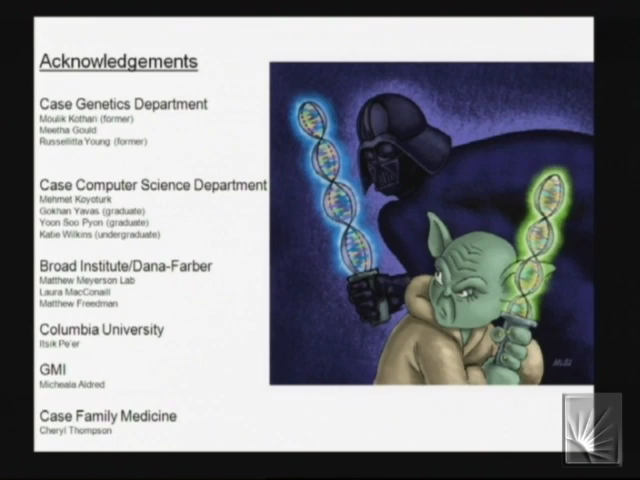 Acknowledgements
Case Genetics Department
Moulik Kothari (former)
Meetha Gould
Russellitta Young (former)
Case Computer Science Department
Mehmet Koyoturk
Gokhan Yavas (graduate)
Yoon Soo Pyon (graduate)
Katie Wilkins (undergraduate)
Broad Institute/Dana-Farber
Matthew Meyerson Lab
Laura MacConaill
Matthew Freedman
Columbia University
Itsik Pe'er
GMI
Micheala Aldred
Case Family Medicine
Cheryl Thompson